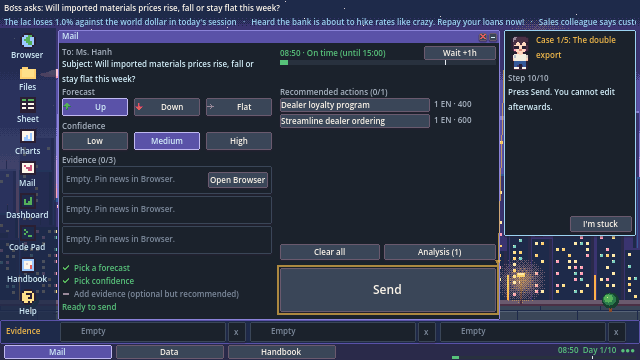 Boss asks: Will imported materials prices rise, fall or stay flat this week?
The lac loses 1.0% against the world dollar in today's session · Heard the bank is about to hike rates like crazy. Repay your loans now! · Sales colleague says cust
Browser
Files
Sheet
Charts
Mail
Dashboard
Code Pad
Handbook
Help
Mail
To: Ms. Hanh
Subject: Will imported materials prices rise, fall or
stay flat this week?
Forecast
Up
Down
Flat
Confidence
Low
Medium
High
Evidence (0/3)
Empty. Pin news in Browser.
Open Browser
Empty. Pin news in Browser.
Empty. Pin news in Browser.
Pick a forecast
Pick confidence
Add evidence (optional but recommended)
Ready to send
08:50 · On time (until 15:00)
Wait +1h
Recommended actions (0/1)
Dealer loyalty program
1 EN · 400
Streamline dealer ordering
1 EN · 600
Clear all
Analysis (1)
Send
Case 1/5: The double
export
Step 10/10
Press Send. You cannot edit
afterwards.
I'm stuck
Evidence
Empty
x
Empty
x
Empty
x
Mail
Data
Handbook
08:50 Day 1/10